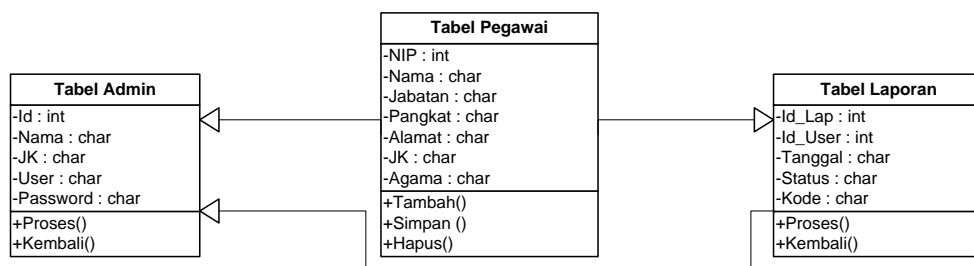 Tabel Admin
-Id : int
-Nama : char
-JK : char
-User : char
-Password : char
+Proses()
+Kembali()
Tabel Pegawai
-NIP : int
-Nama : char
-Jabatan : char
-Pangkat : char
-Alamat : char
-JK : char
-Agama : char
+Tambah()
+Simpan ()
+Hapus()
Tabel Laporan
-Id_Lap : int
-Id_User : int
-Tanggal : char
-Status : char
-Kode : char
+Proses()
+Kembali()